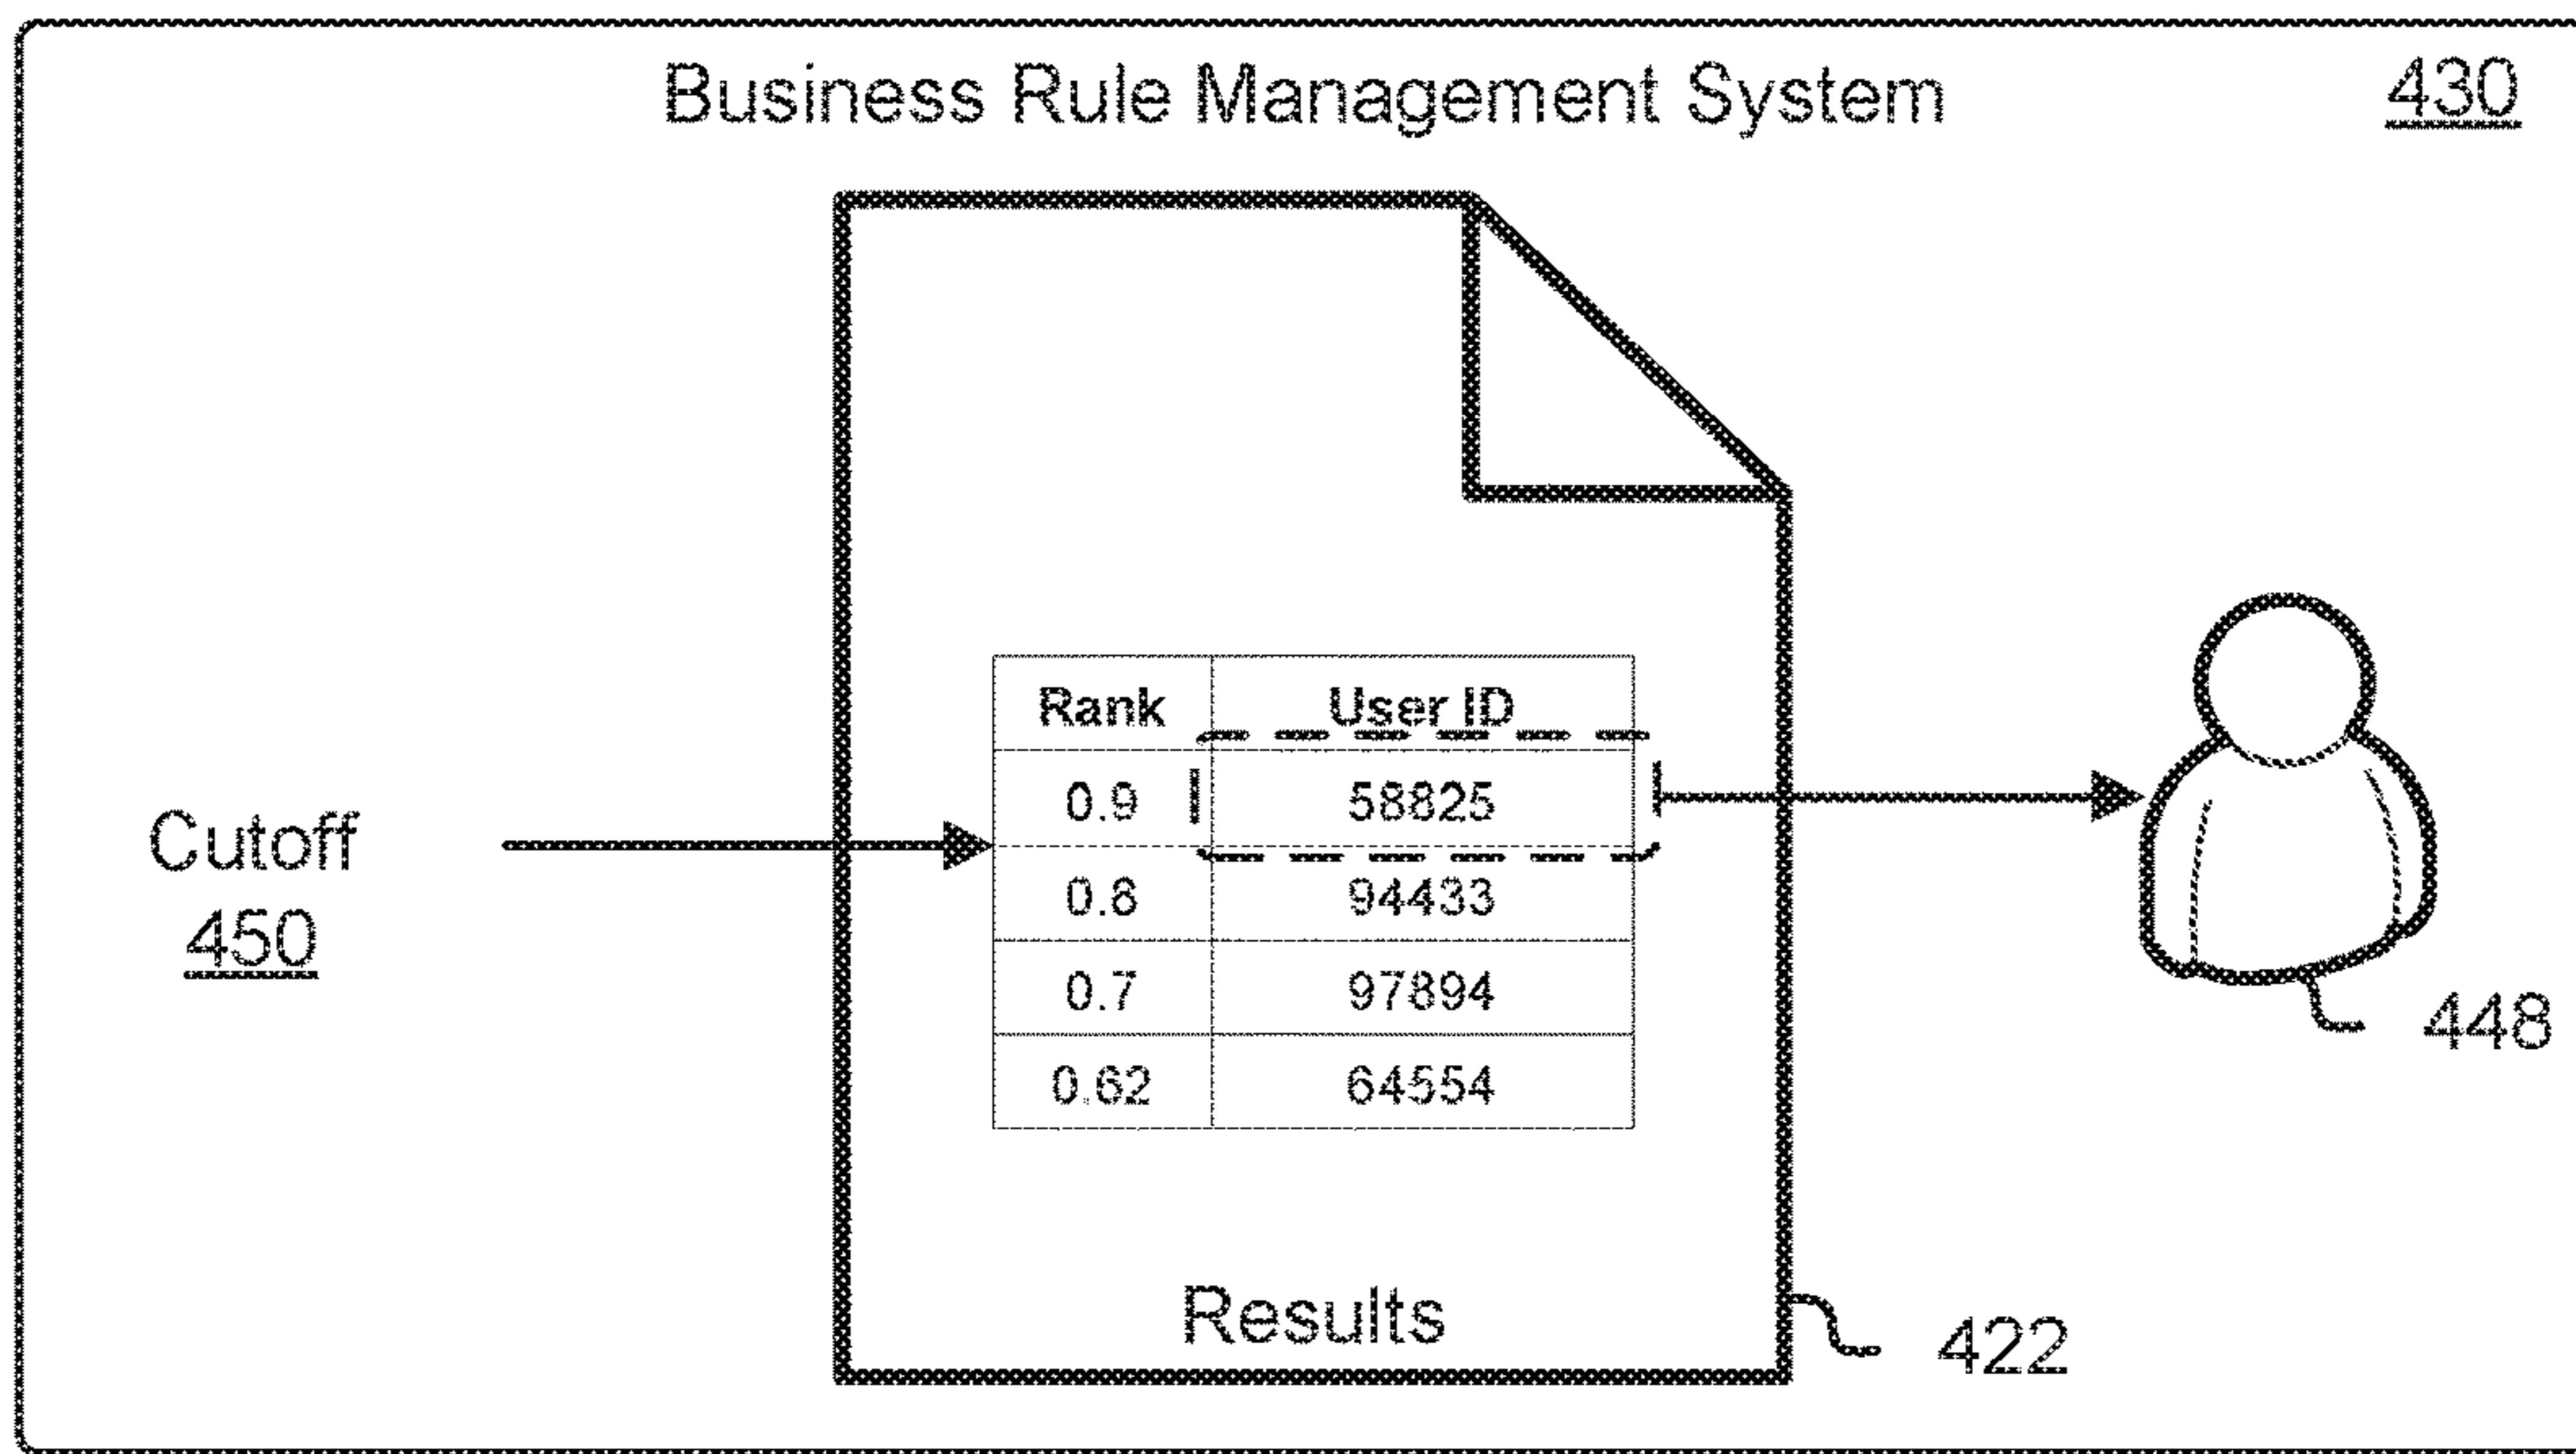 Business Rule Management System 430
Rank User ID
0.9 58825
0.8 94433
0.7 97894
0.62 64554
Cutoff
450
448
Results
422